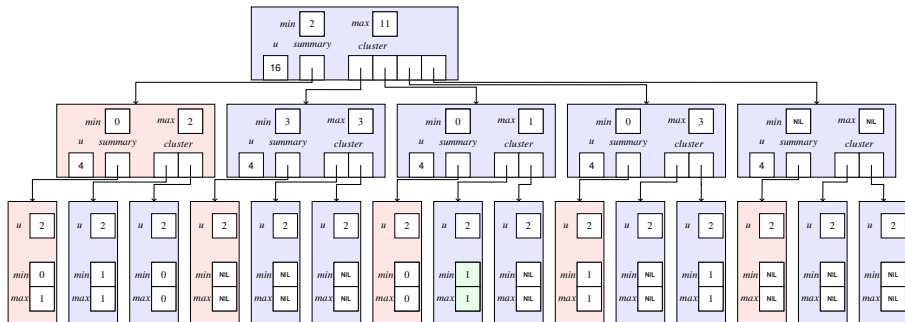 min 2 max 11
u summary cluster
16
min 0 max 2 min 3 max 3 min 0 max 1 min 0 max 3 min NIL max NIL
u summary cluster u summary cluster u summary cluster u summary cluster u summary cluster
4 4 4 4 4
u 2 u 2 u 2 u 2 u 2 u 2 u 2 u 2 u 2 u 2 u 2 u 2 u 2 u 2 u 2
min 0 min 1 min 0 min NIL min NIL min NIL min 0 min 1 min NIL min 1 min NIL min 1 min NIL min NIL min NIL
max 1 max 1 max 0 max NIL max NIL max NIL max 0 max 1 max NIL max 1 max NIL max 1 max NIL max NIL max NIL